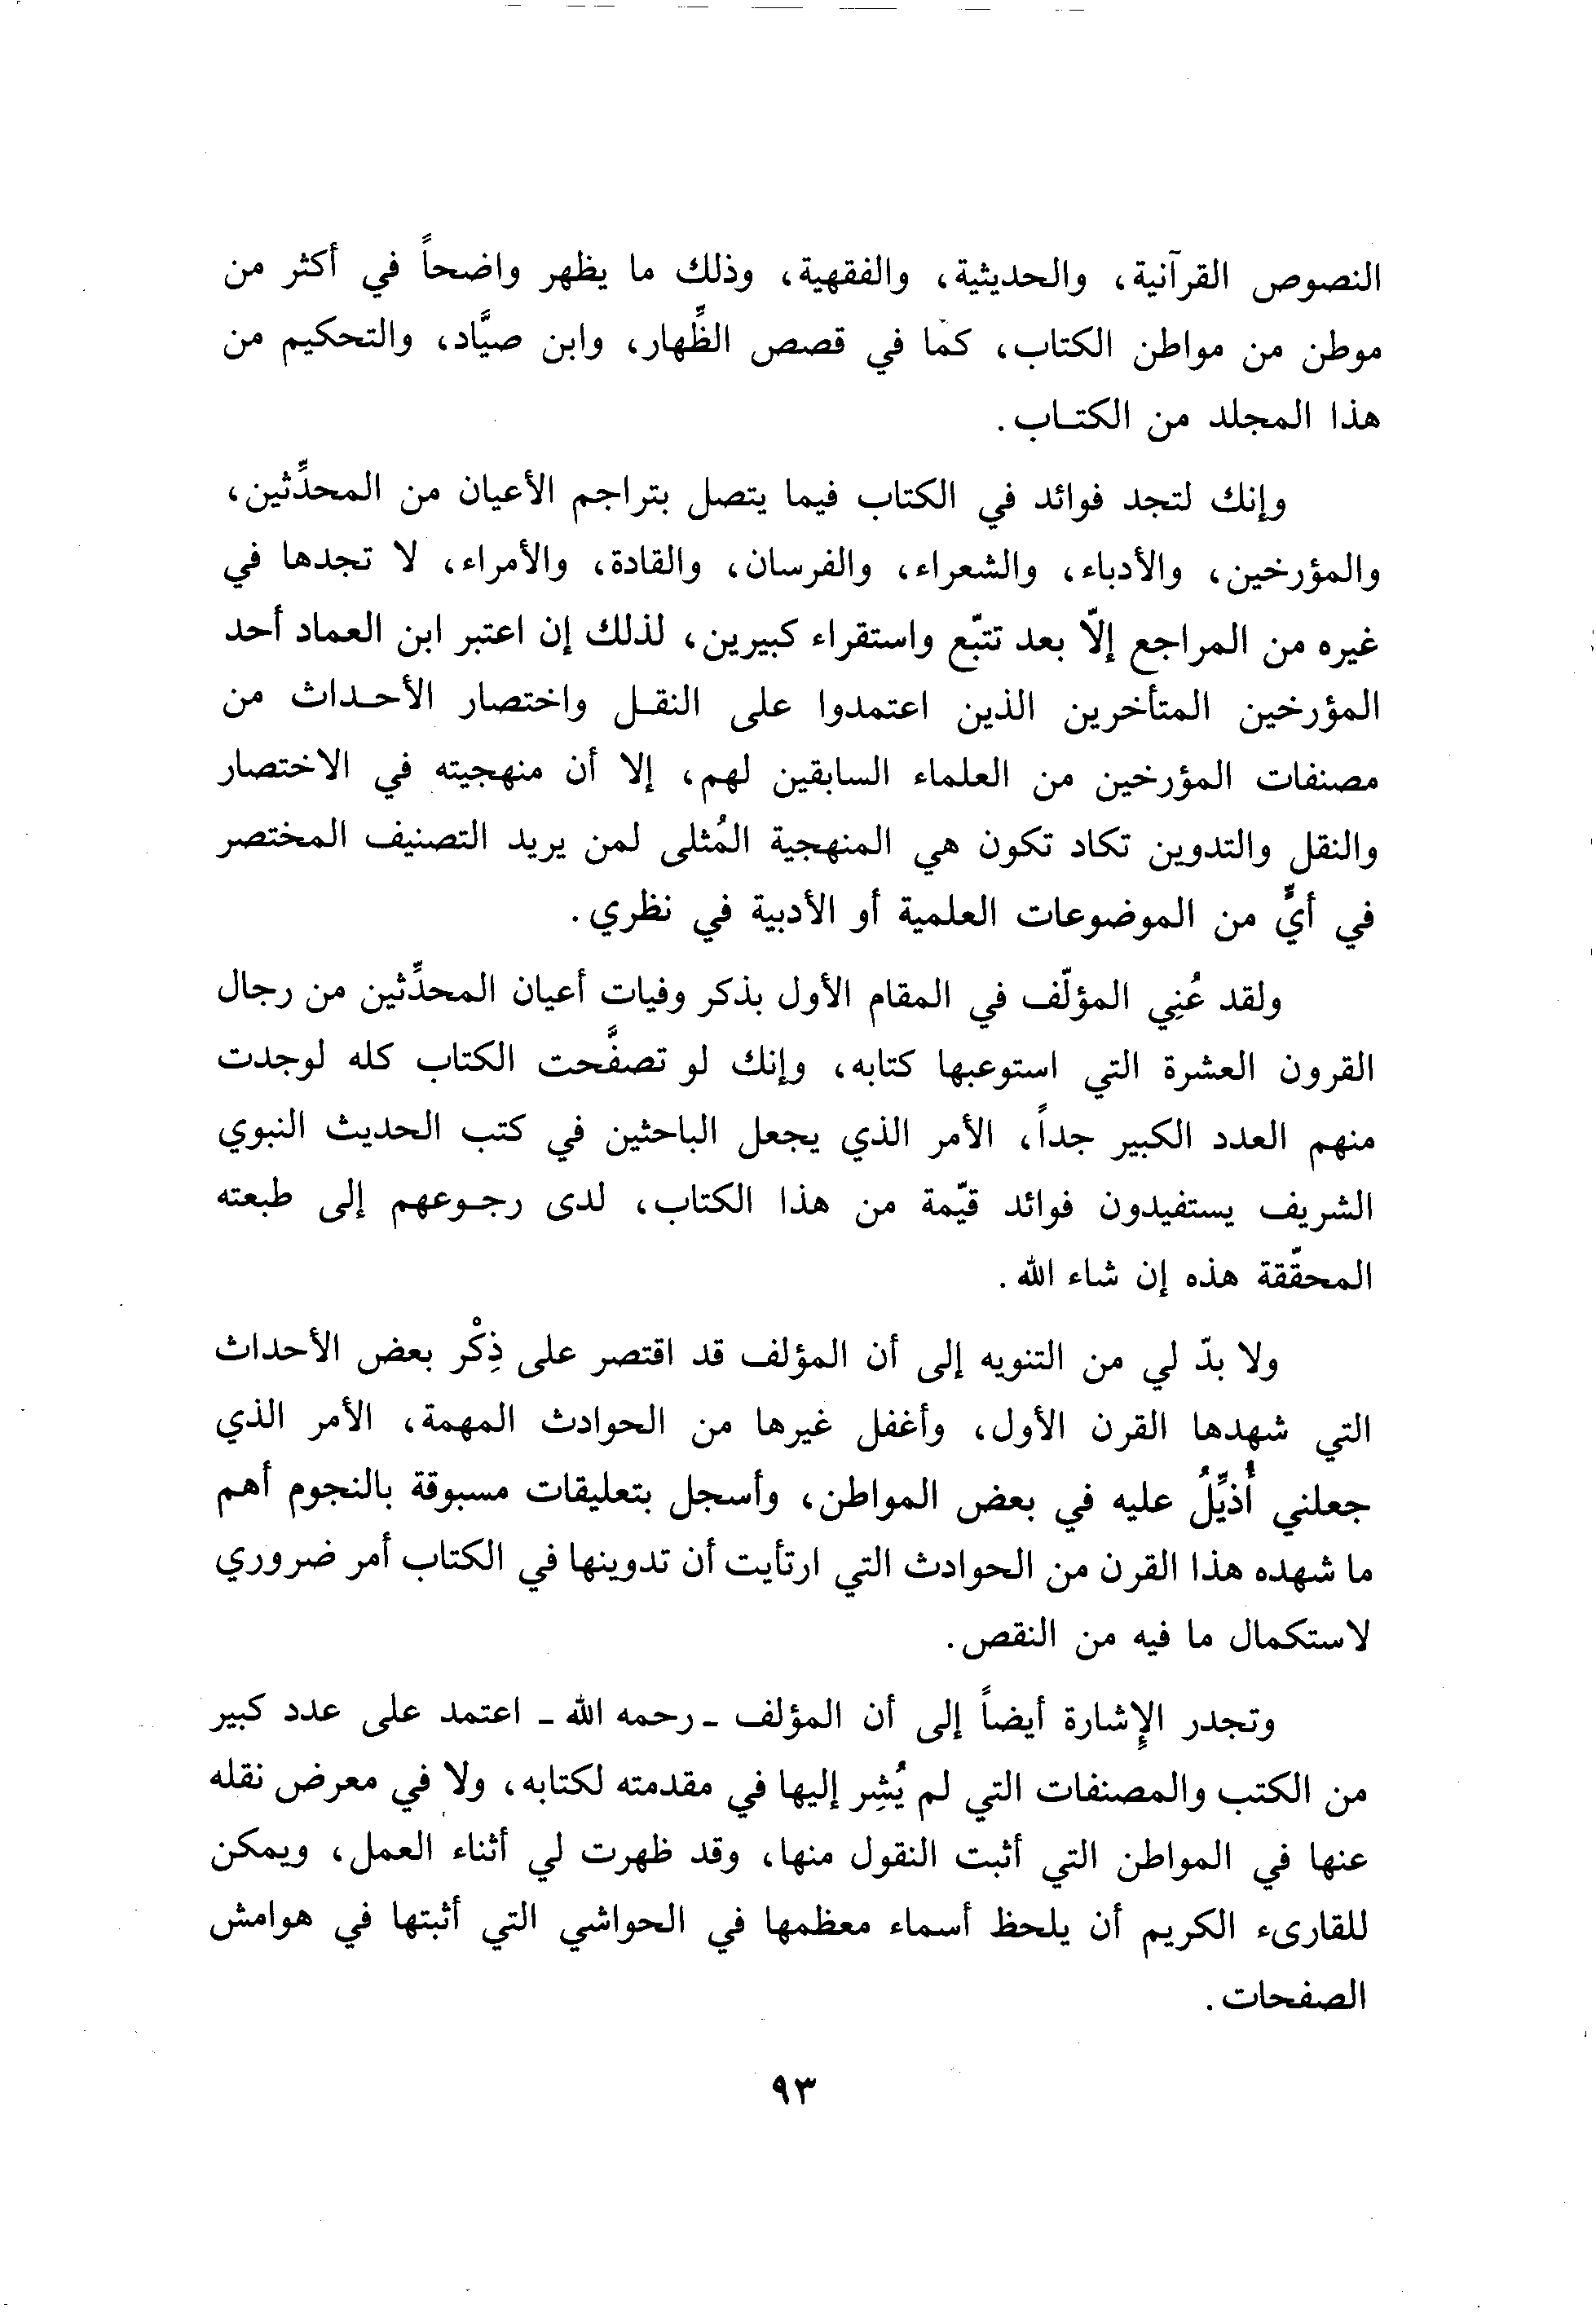 النصوص القرآنية، والحديثية، والفقهية، وذلك ما يظهر واضحاً في أكثر من
موطن من مواطن الكتاب، كما في قصص الظِّهار، وابن صيَّاد، والتحكيم من
هذا المجلد من الكتـاب.
وإنك لتجد فوائد في الكتاب فيما يتصل بتراجم الأعيان من المحدِّثين،
والمؤرخين، والأدباء، والشعراء، والفرسان، والقادة، والأمراء، لا تجدها في
غيره من المراجع إلّا بعد تتبّع واستقراء كبيرين، لذلك إن اعتبر ابن العماد أحد
المؤرخين المتأخرين الذين اعتمدوا على النقـل واختصار الأحـداث من
مصنفات المؤرخين من العلماء السابقين لهم، إلا أن منهجيته في الاختصار
والنقل والتدوين تكاد تكون هي المنهجية المُثلى لمن يريد التصنيف المختصر
في أيٍّ من الموضوعات العلمية أو الأدبية في نظري.
ولقد عُنِي المؤلّف في المقام الأول بذكر وفيات أعيان المحدِّثين من رجال
القرون العشرة التي استوعبها كتابه، وإنك لو تصفَّحت الكتاب كله لوجدت
منهم العدد الكبير جداً، الأمر الذي يجعل الباحثين في كتب الحديث النبوي
الشريف يستفيدون فوائد قيّمة من هذا الكتاب، لدى رجـوعهم إلى طبعته
المحقّقة هذه إن شاء الله.
ولا بدّ لي من التنويه إلى أن المؤلف قد اقتصر على ذِكْر بعض الأحداث
التي شهدها القرن الأول، وأغفل غيرها من الحوادث المهمة، الأمر الذي
جعلني أُذيِّلُ عليه في بعض المواطن، وأسجل بتعليقات مسبوقة بالنجوم أهم
ما شهده هذا القرن من الحوادث التي ارتأيت أن تدوينها في الكتاب أمر ضروري
لاستكمال ما فيه من النقص.
وتجدر الإشارة أيضاً إلى أن المؤلف ـ رحمه الله ـ اعتمد على عدد كبير
من الكتب والمصنفات التي لم يُشِر إليها في مقدمته لكتابه، ولا في معرض نقله
عنها في المواطن التي أثبت النقول منها، وقد ظهرت لي أثناء العمل، ويمكن
للقارىء الكريم أن يلحظ أسماء معظمها في الحواشي التي أثبتها في هوامش
الصفحات.
٩٣